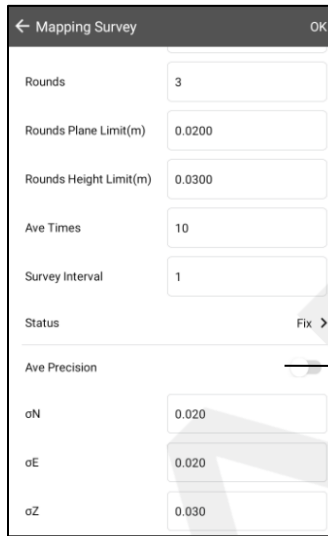 ← Mapping Survey OK
Rounds 3
Rounds Plane Limit(m) 0.0200
Rounds Height Limit(m) 0.0300
Ave Times 10
Survey Interval 1
Status Fix >
Ave Precision
σN 0.020
σE 0.020
σZ 0.030